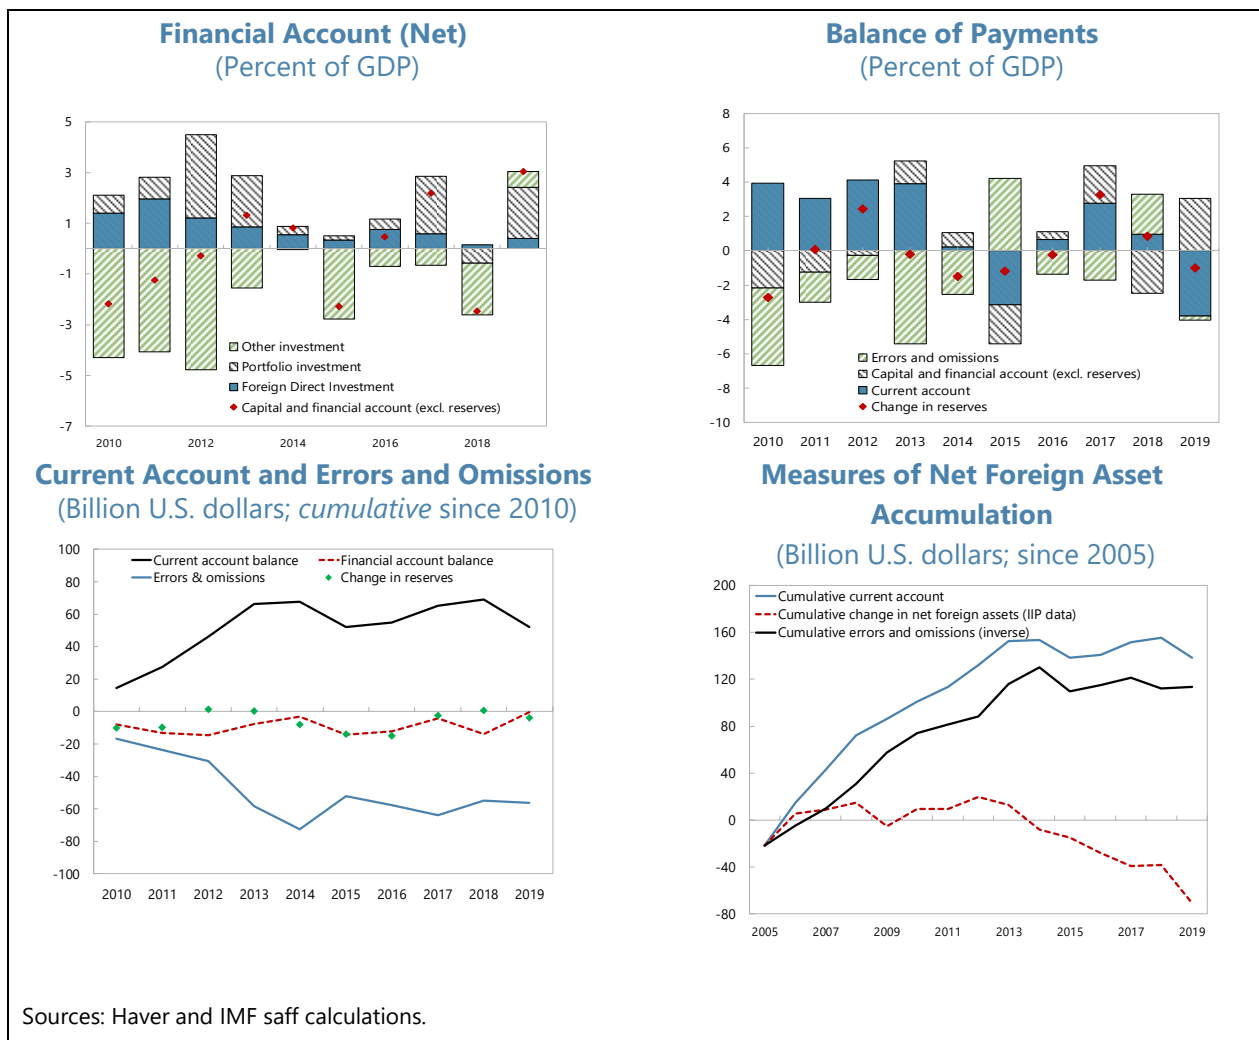 Financial Account (Net)
(Percent of GDP)
5
3
1
-1
-3
-5
-7
Other investment
Portfolio investment
Foreign Direct Investment
Capital and financial account (excl. reserves)
2010 2012 2014 2016 2018
Balance of Payments
(Percent of GDP)
8
6
4
2
0
-2
-4
-6
-8
-10
Errors and omissions
Capital and financial account (excl. reserves)
Current account
Change in reserves
2010 2011 2012 2013 2014 2015 2016 2017 2018 2019
Current Account and Errors and Omissions
(Billion U.S. dollars; cumulative since 2010)
100
80
60
40
20
0
-20
-40
-60
-80
-100
Current account balance Financial account balance
Errors & omissions Change in reserves
2010 2011 2012 2013 2014 2015 2016 2017 2018 2019
Measures of Net Foreign Asset
Accumulation
(Billion U.S. dollars; since 2005)
200
160
120
80
40
0
-40
-80
Cumulative current account
Cumulative change in net foreign assets (IIP data)
Cumulative errors and omissions (inverse)
2005 2007 2009 2011 2013 2015 2017 2019
Sources: Haver and IMF saff calculations.